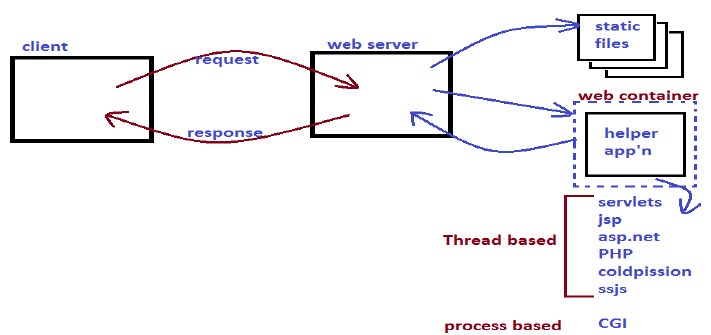 client
web server
static
files
request
response
web container
helper
app'n
Thread based
servlets
jsp
asp.net
PHP
coldpission
ssjs
process based
CGI